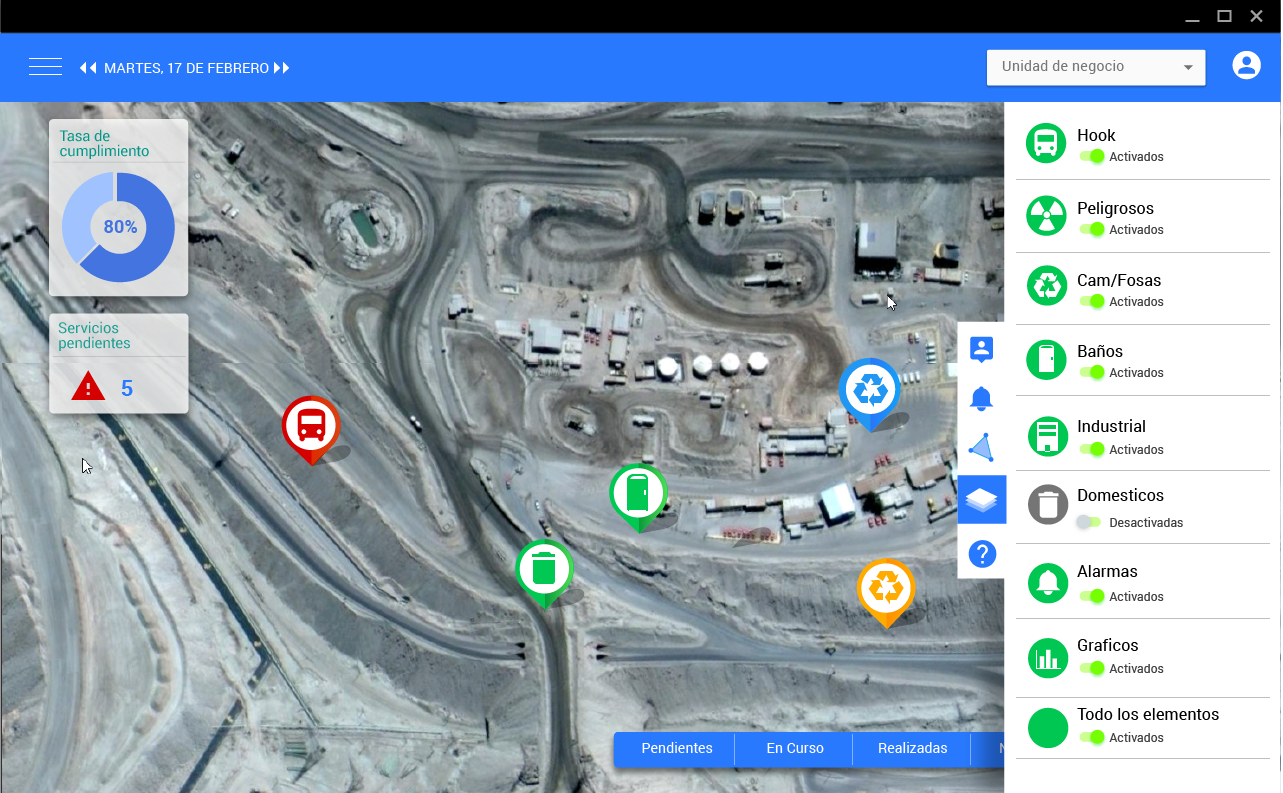 MARTES, 17 DE FEBRERO
Unidad de negocio
Tasa de
cumplimiento
80%
Servicios
pendientes
5
Hook
Activados
Peligrosos
Activados
Cam/Fosas
Activados
Baños
Activados
Industrial
Activados
Domesticos
Desactivadas
Alarmas
Activados
Graficos
Activados
Todo los elementos
Activados
?
Pendientes
En Curso
Realizadas